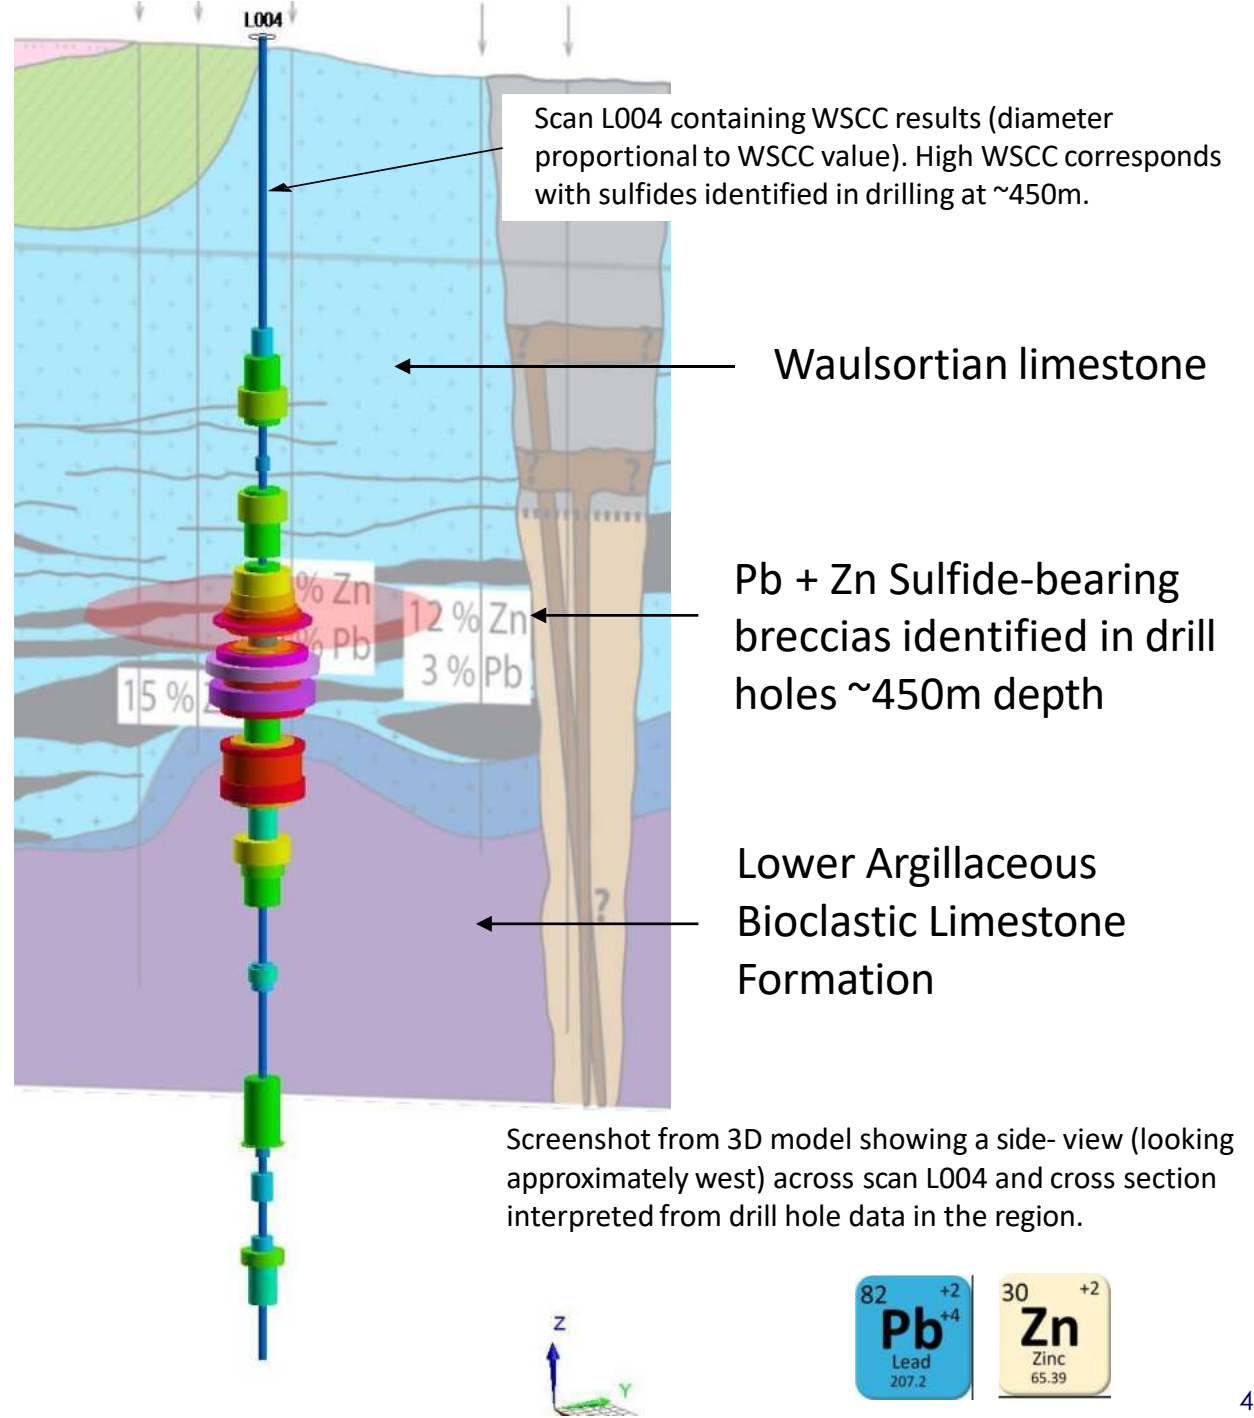 L004
Scan L004 containing WSCC results (diameter
proportional to WSCC value). High WSCC corresponds
with sulfides identified in drilling at ~450m.
? ?
Waulsortian limestone
? ?
% Zn
% Pb
12 % Zn
3 % Pb
15 %
Pb + Zn Sulfide-bearing
breccias identified in drill
holes ~450m depth
Lower Argillaceous
Bioclastic Limestone
Formation
?
Screenshot from 3D model showing a side- view (looking
approximately west) across scan L004 and cross section
interpreted from drill hole data in the region.
82 +2
+4
Pb
Lead
207.2
30 +2
Zn
Zinc
65.39
Z
Y
4